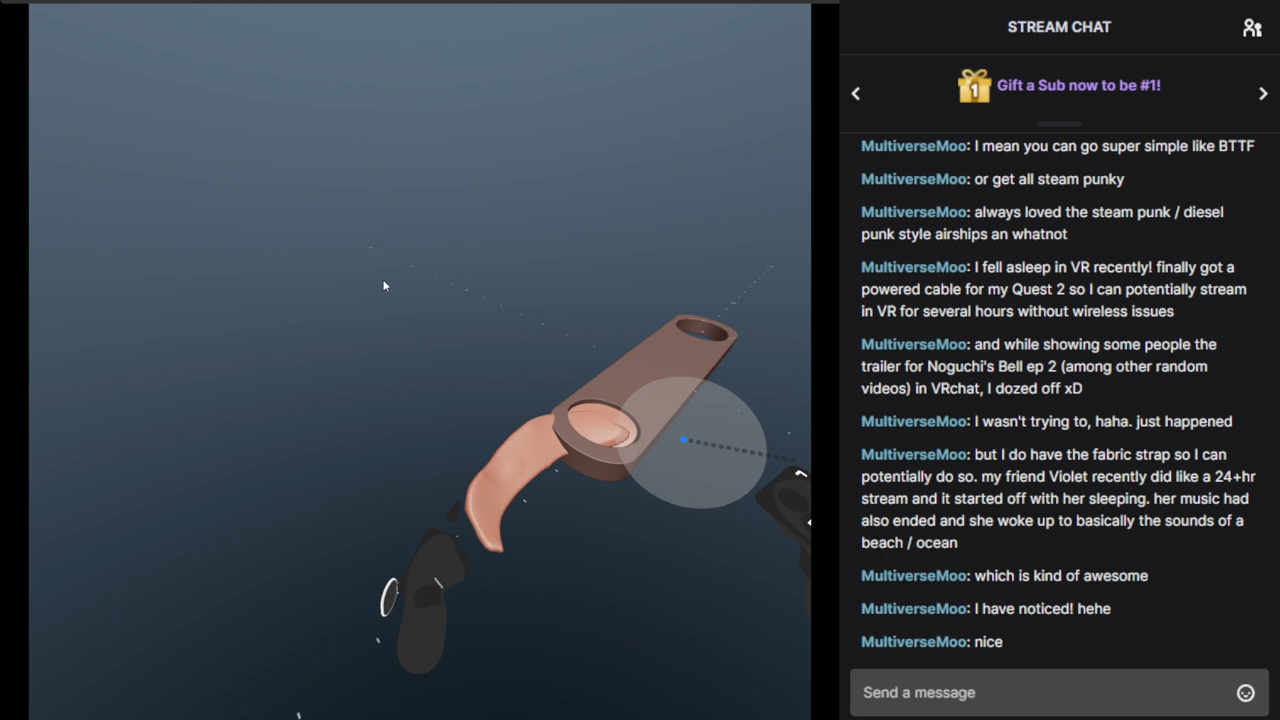 STREAM CHAT
1
Gift a Sub now to be #1!
MultiverseMoo: I mean you can go super simple like BTTF
MultiverseMoo: or get all steam punky
MultiverseMoo: always loved the steam punk / diesel
punk style airships an whatnot
MultiverseMoo: I fell asleep in VR recently! finally got a
powered cable for my Quest 2 so I can potentially stream
in VR for several hours without wireless issues
MultiverseMoo: and while showing some people the
trailer for Noguchi's Bell ep 2 (among other random
videos) in VRchat, I dozed off xD
MultiverseMoo: I wasn't trying to, haha. just happened
MultiverseMoo: but I do have the fabric strap so I can
potentially do so. my friend Violet recently did like a 24+hr
stream and it started off with her sleeping. her music had
also ended and she woke up to basically the sounds of a
beach / ocean
MultiverseMoo: which is kind of awesome
MultiverseMoo: I have noticed! hehe
MultiverseMoo: nice
Send a message